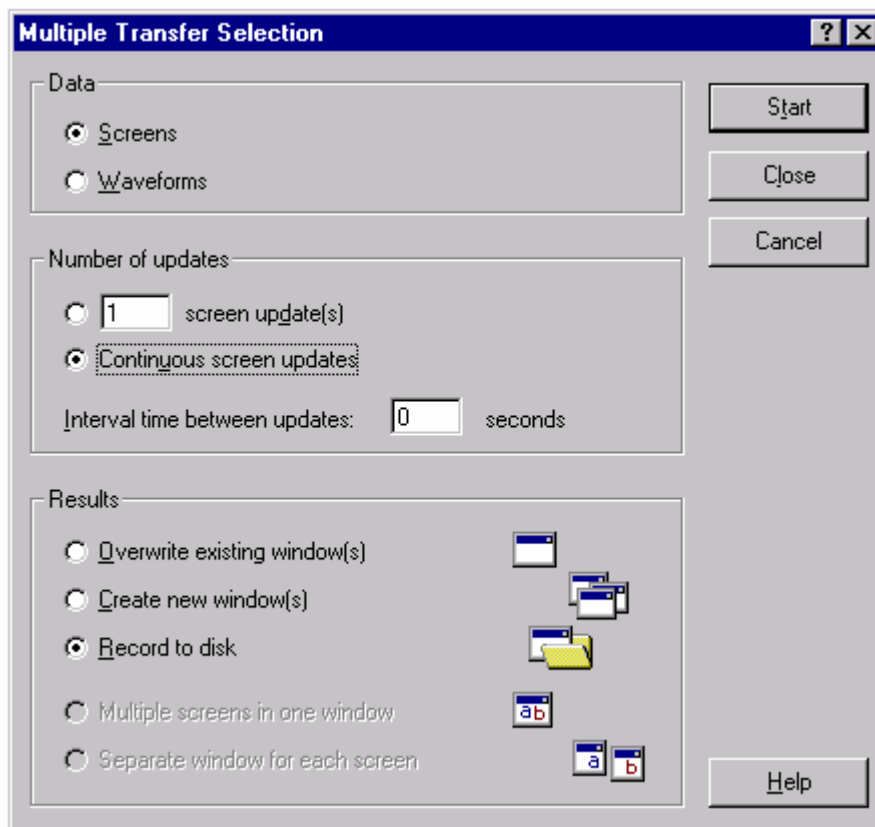 Multiple Transfer Selection
Data
Screens
Waveforms
Start
Close
Cancel
Number of updates
1 screen update(s)
Continuous screen updates
Interval time between updates: 0 seconds
Results
Overwrite existing window(s)
Create new window(s)
Record to disk
Multiple screens in one window
ab
Separate window for each screen
a b
Help